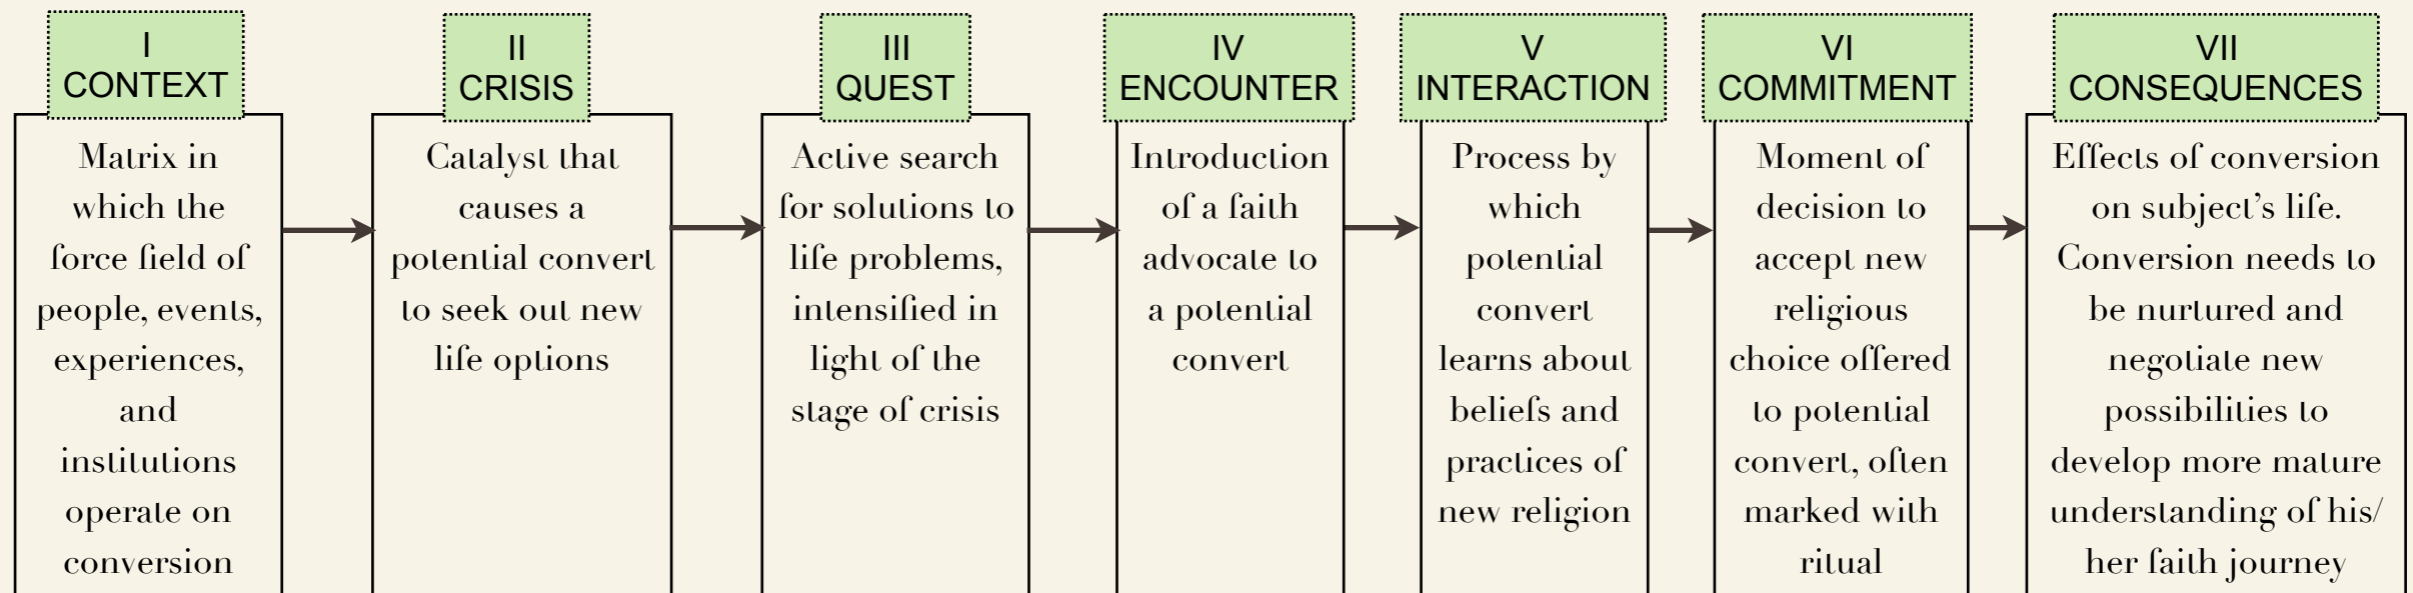 I
CONTEXT
Matrix in
which the
force field of
people, events,
experiences,
and
institutions
operate on
conversion
II
CRISIS
Catalyst that
causes a
potential convert
to seek out new
life options
III
QUEST
Active search
for solutions to
life problems,
intensified in
light of the
stage of crisis
IV
ENCOUNTER
Introduction
of a faith
advocate to
a potential
convert
V
INTERACTION
Process by
which
potential
convert
learns about
beliefs and
practices of
new religion
VI
COMMITMENT
Moment of
decision to
accept new
religious
choice offered
to potential
convert, often
marked with
ritual
VII
CONSEQUENCES
Effects of conversion
on subject’s life.
Conversion needs to
be nurtured and
negotiate new
possibilities to
develop more mature
understanding of his/
her faith journey